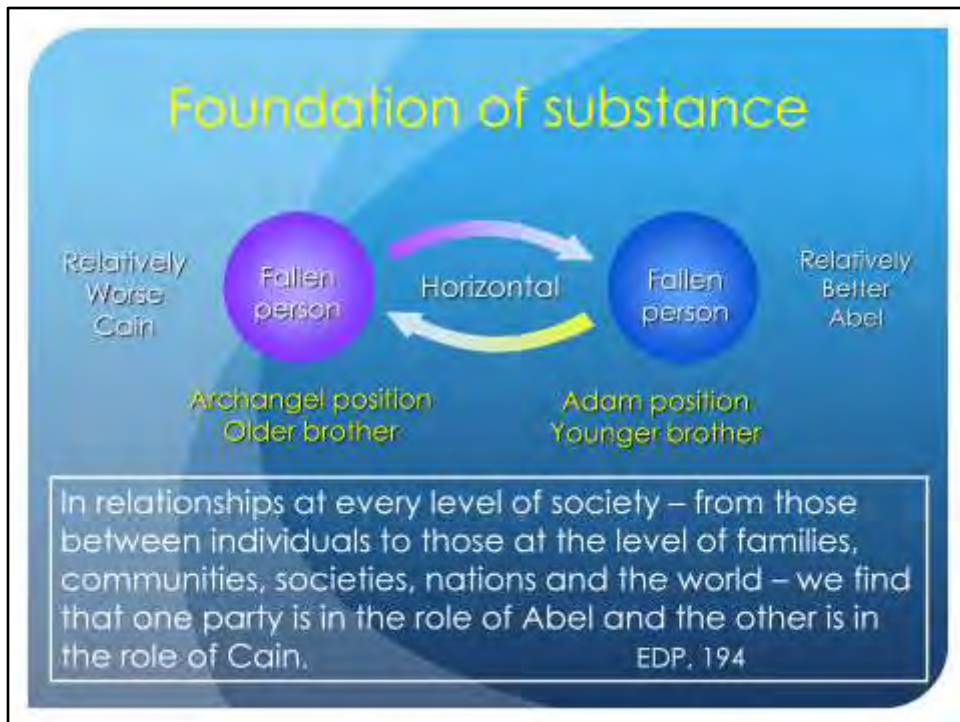 Foundation of substance
Relatively
Worse
Cain
Fallen
person
Horizontal
Fallen
person
Relatively
Better
Abel
Archangel position
Older brother
Adam position
Younger brother
In relationships at every level of society – from those
between individuals to those at the level of families,
communities, societies, nations and the world – we find
that one party is in the role of Abel and the other is in
the role of Cain. EDP, 194